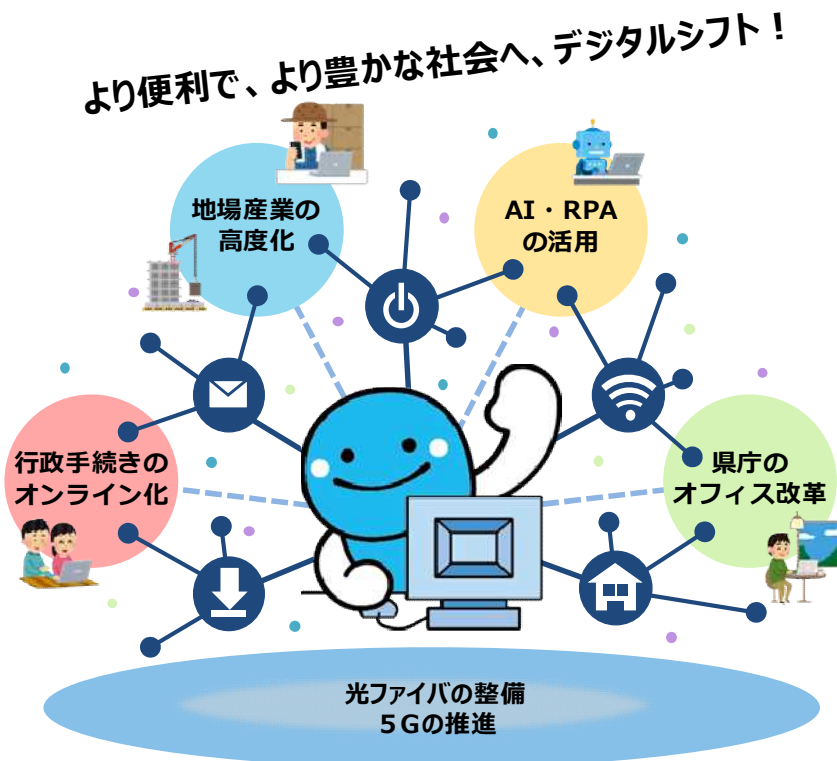 より便利で、より豊かな社会へ、デジタルシフト！
地場産業の
高度化
AI・RPA
の活用
行政手続きの
オンライン化
県庁の
オフィス改革
光ファイバの整備
５Gの推進